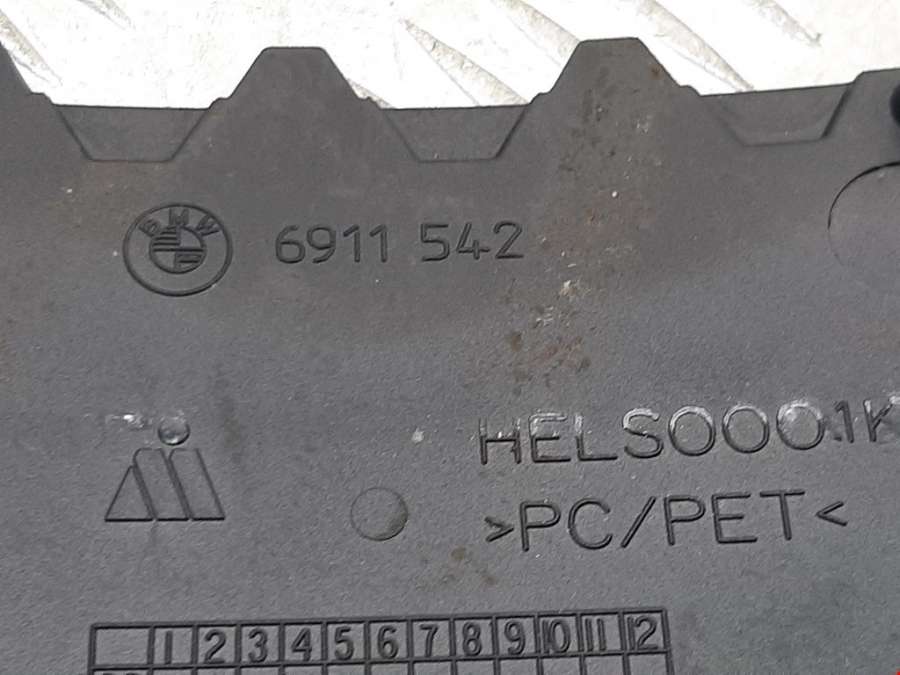 BMW 6911 542
HELS0001K
>PC/PET<
1 2 3 4 5 6 7 8 9 10 11 12